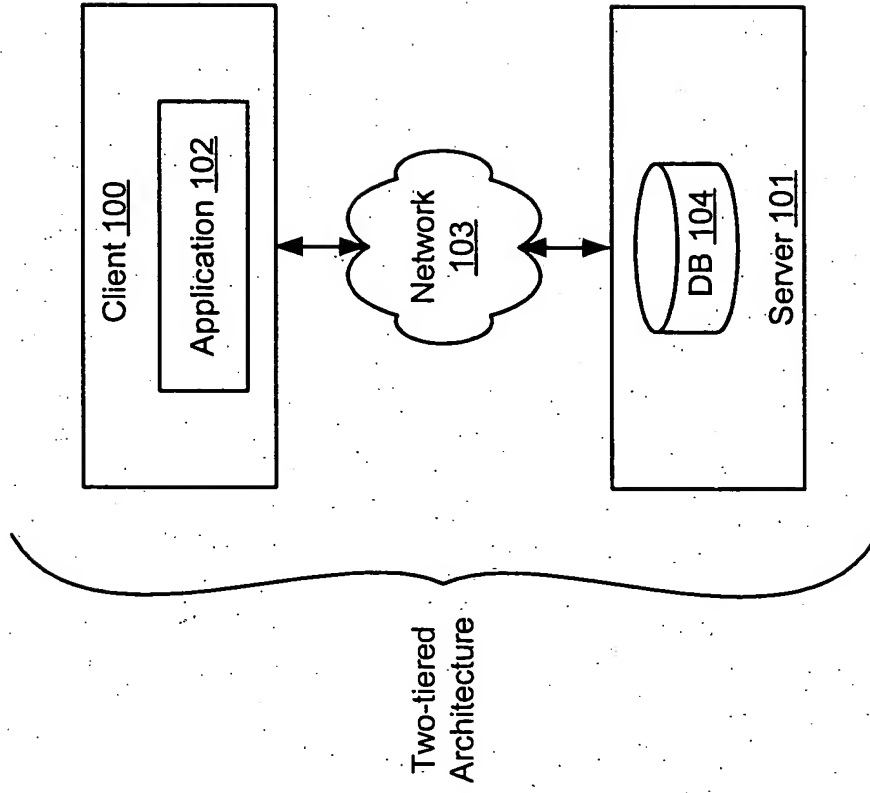 Two-tiered
Architecture
Client 100
Application 102
Network
103
DB 104
Server 101